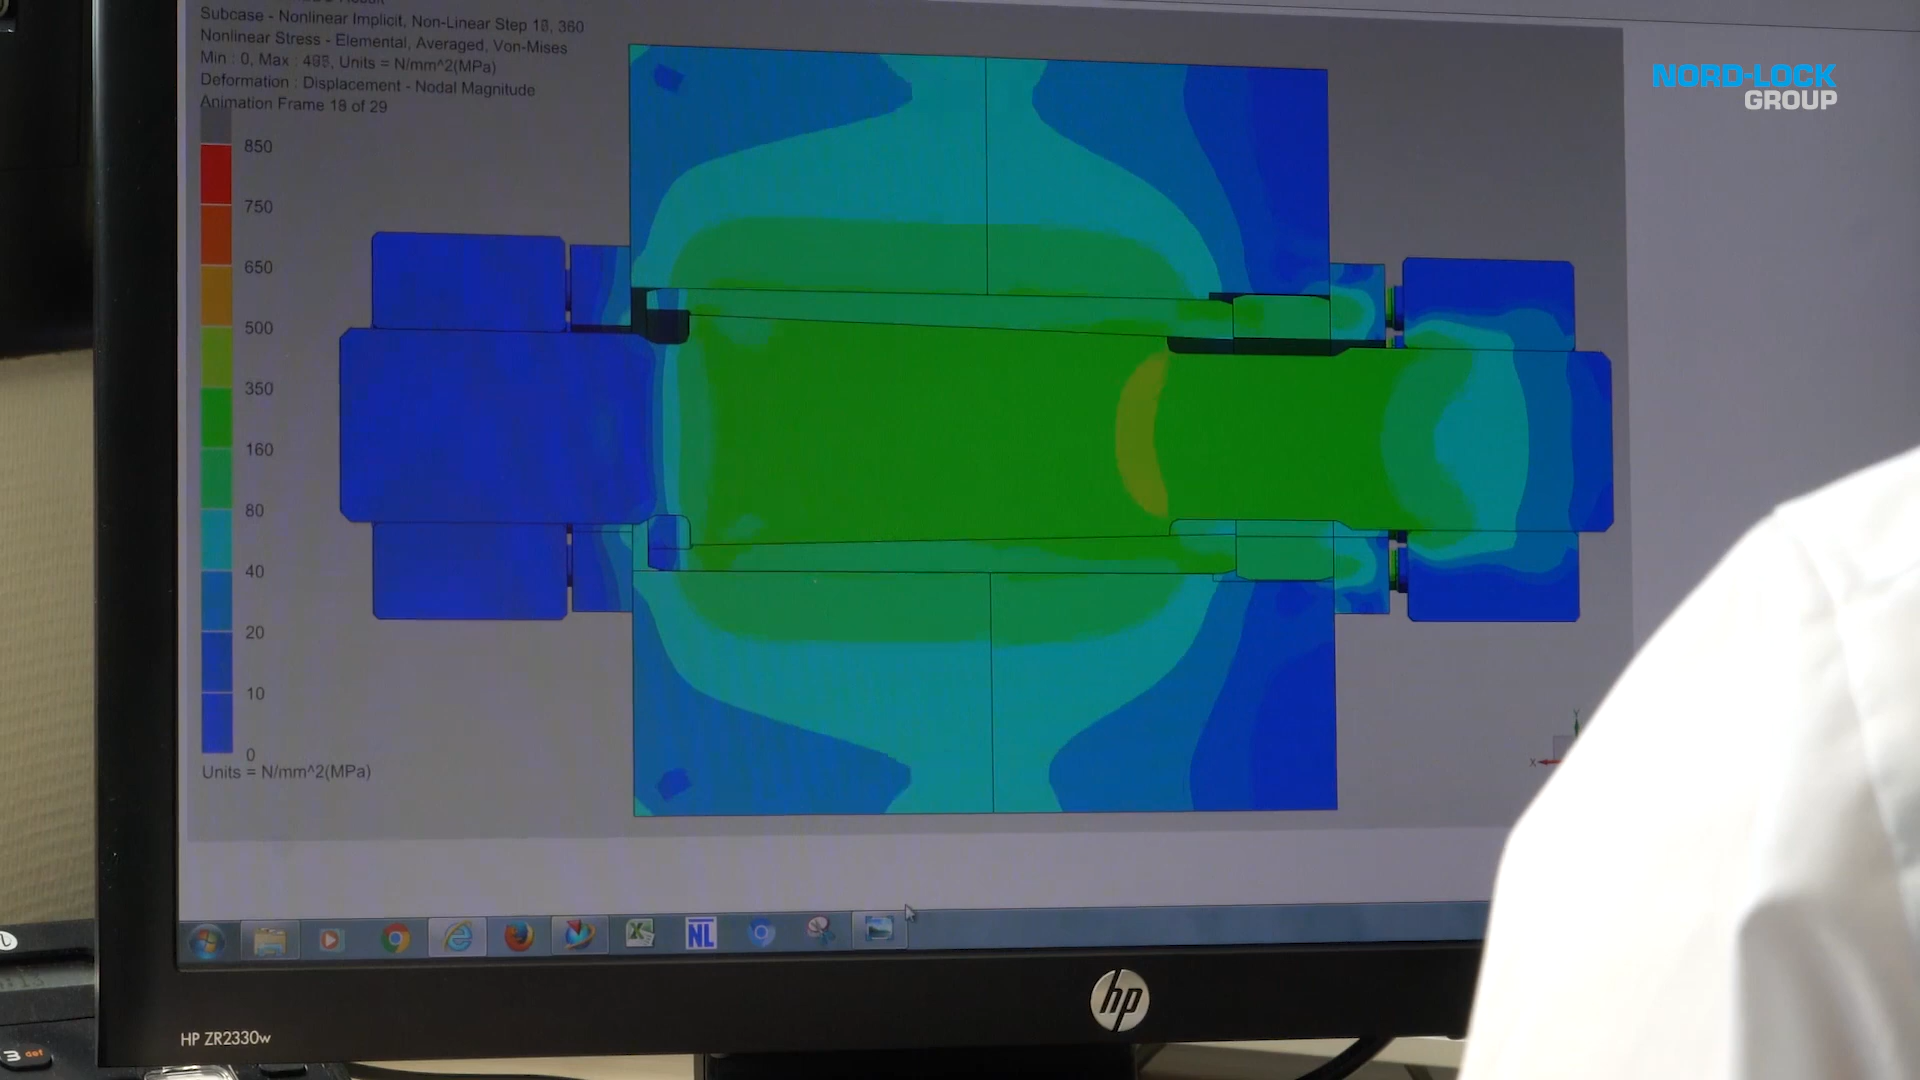 Subcase - Nonlinear Implicit, Non-Linear Step 18, 360
Nonlinear Stress - Elemental, Averaged, Von-Mises
Min : 0, Max : 495, Units = N/mm^2(MPa)
Deformation : Displacement - Nodal Magnitude
Animation Frame 18 of 29
NORD-LOCK
GROUP
850
750
650
500
350
160
80
40
20
10
0
Units = N/mm^2(MPa)
Y
X
NL
hp
HP ZR2330w
3